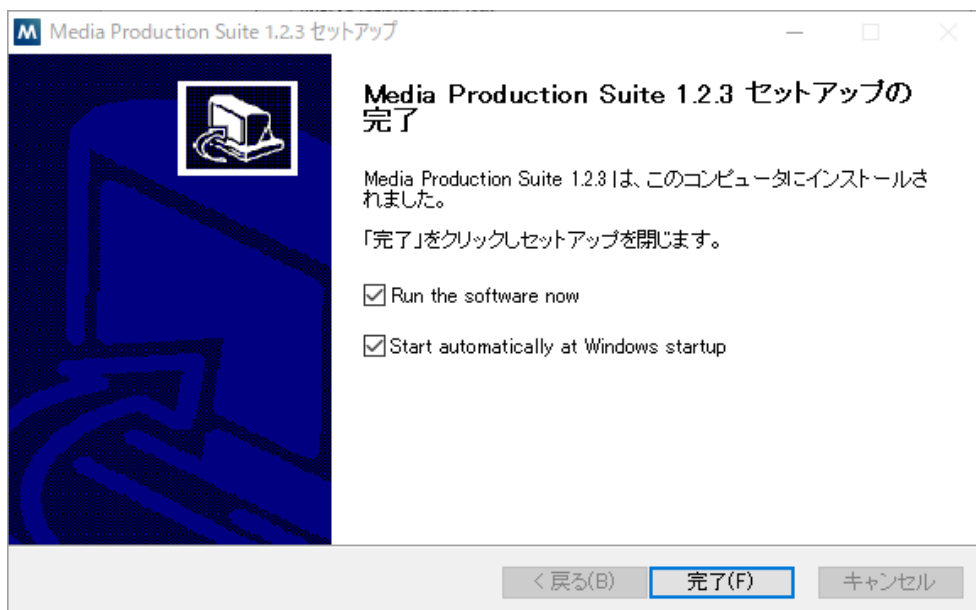 M Media Production Suite 1.2.3 セットアップ
Media Production Suite 1.2.3 セットアップの
完了
Media Production Suite 1.2.3 は、このコンピュータにインストールさ
れました。
「完了」をクリックしセットアップを閉じます。
Run the software now
Start automatically at Windows startup
< 戻る(B)
完了(F)
キャンセル